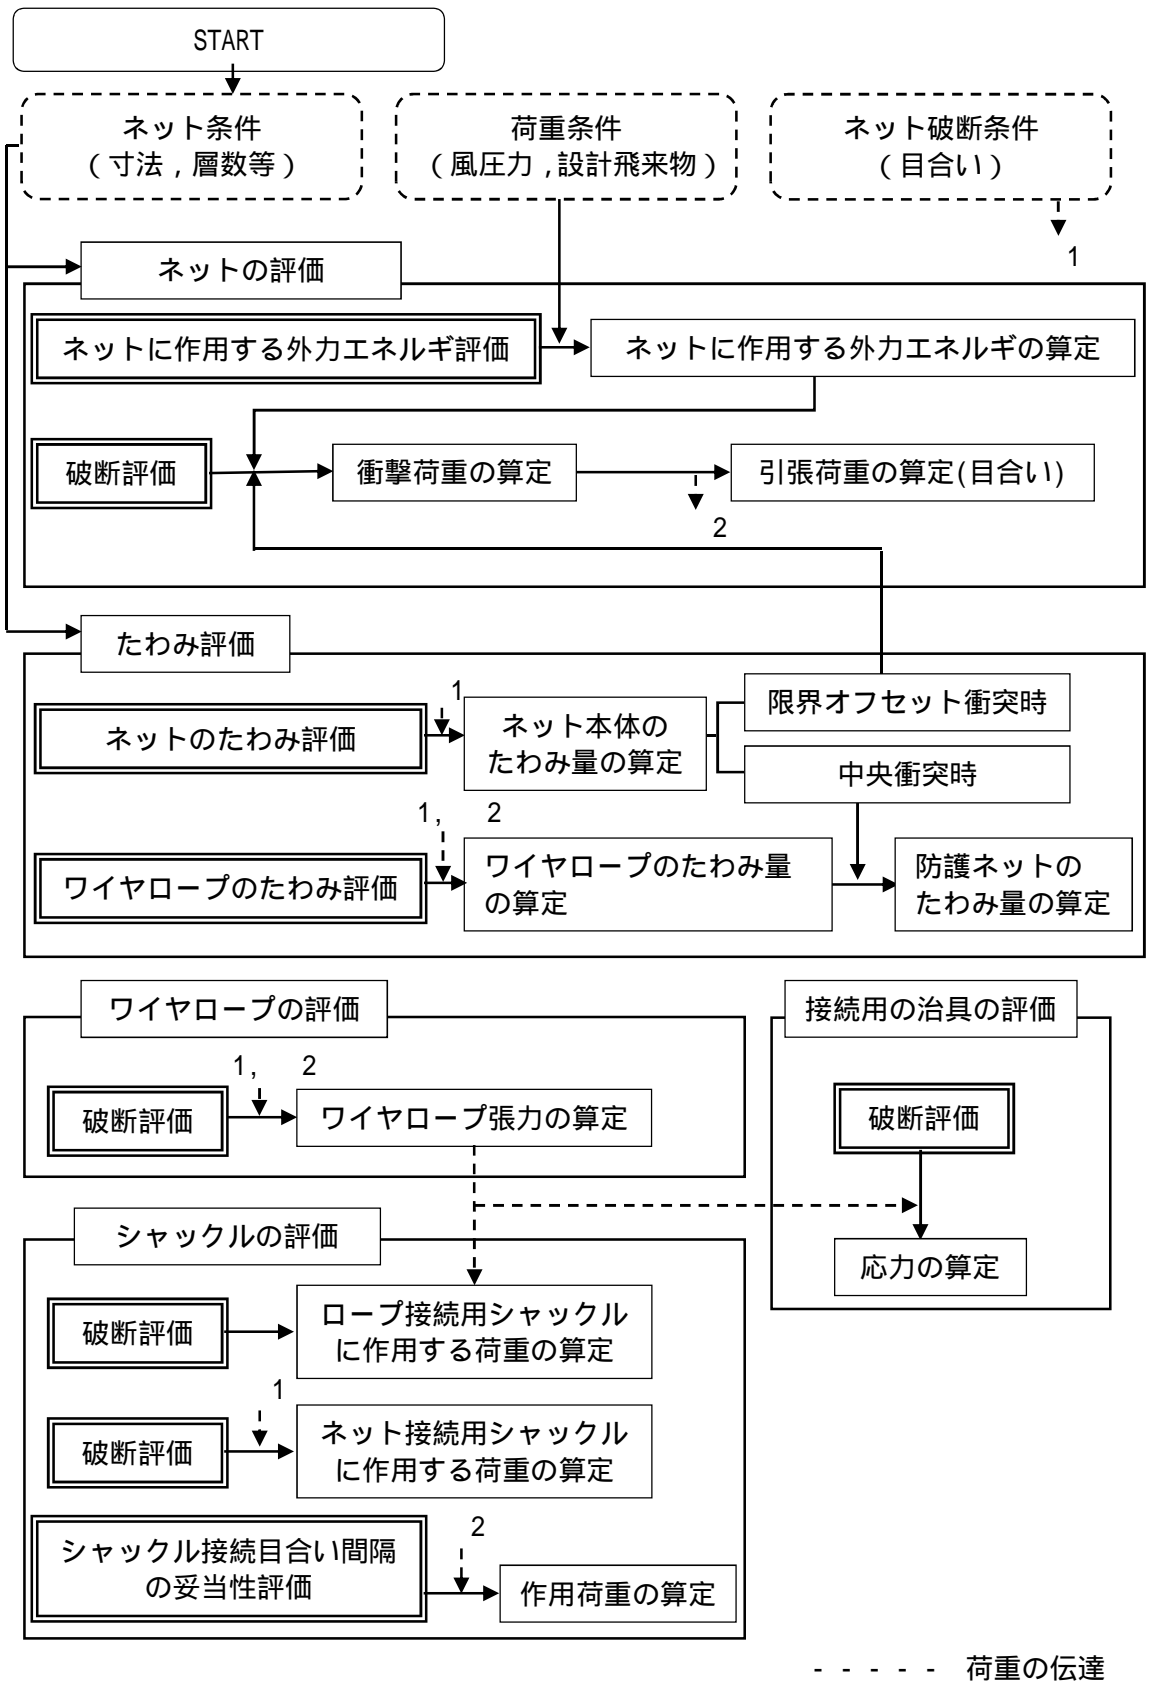 START
ネット条件
(寸法,層数等)
荷重条件
(風圧力,設計飛来物)
ネット破断条件
(目合い)
1
ネットの評価
ネットに作用する外力エネルギ評価
ネットに作用する外力エネルギの算定
破断評価
衝撃荷重の算定
引張荷重の算定(目合い)
2
たわみ評価
ネットのたわみ評価
1
ネット本体の
たわみ量の算定
限界オフセット衝突時
中央衝突時
1, 2
ワイヤロープのたわみ評価
ワイヤロープのたわみ量
の算定
防護ネットの
たわみ量の算定
ワイヤロープの評価
1, 2
破断評価
ワイヤロープ張力の算定
接続用の治具の評価
破断評価
応力の算定
シャックルの評価
破断評価
ロープ接続用シャックル
に作用する荷重の算定
1
破断評価
ネット接続用シャックル
に作用する荷重の算定
シャックル接続目合い間隔
の妥当性評価
2
作用荷重の算定
- - - - - 荷重の伝達